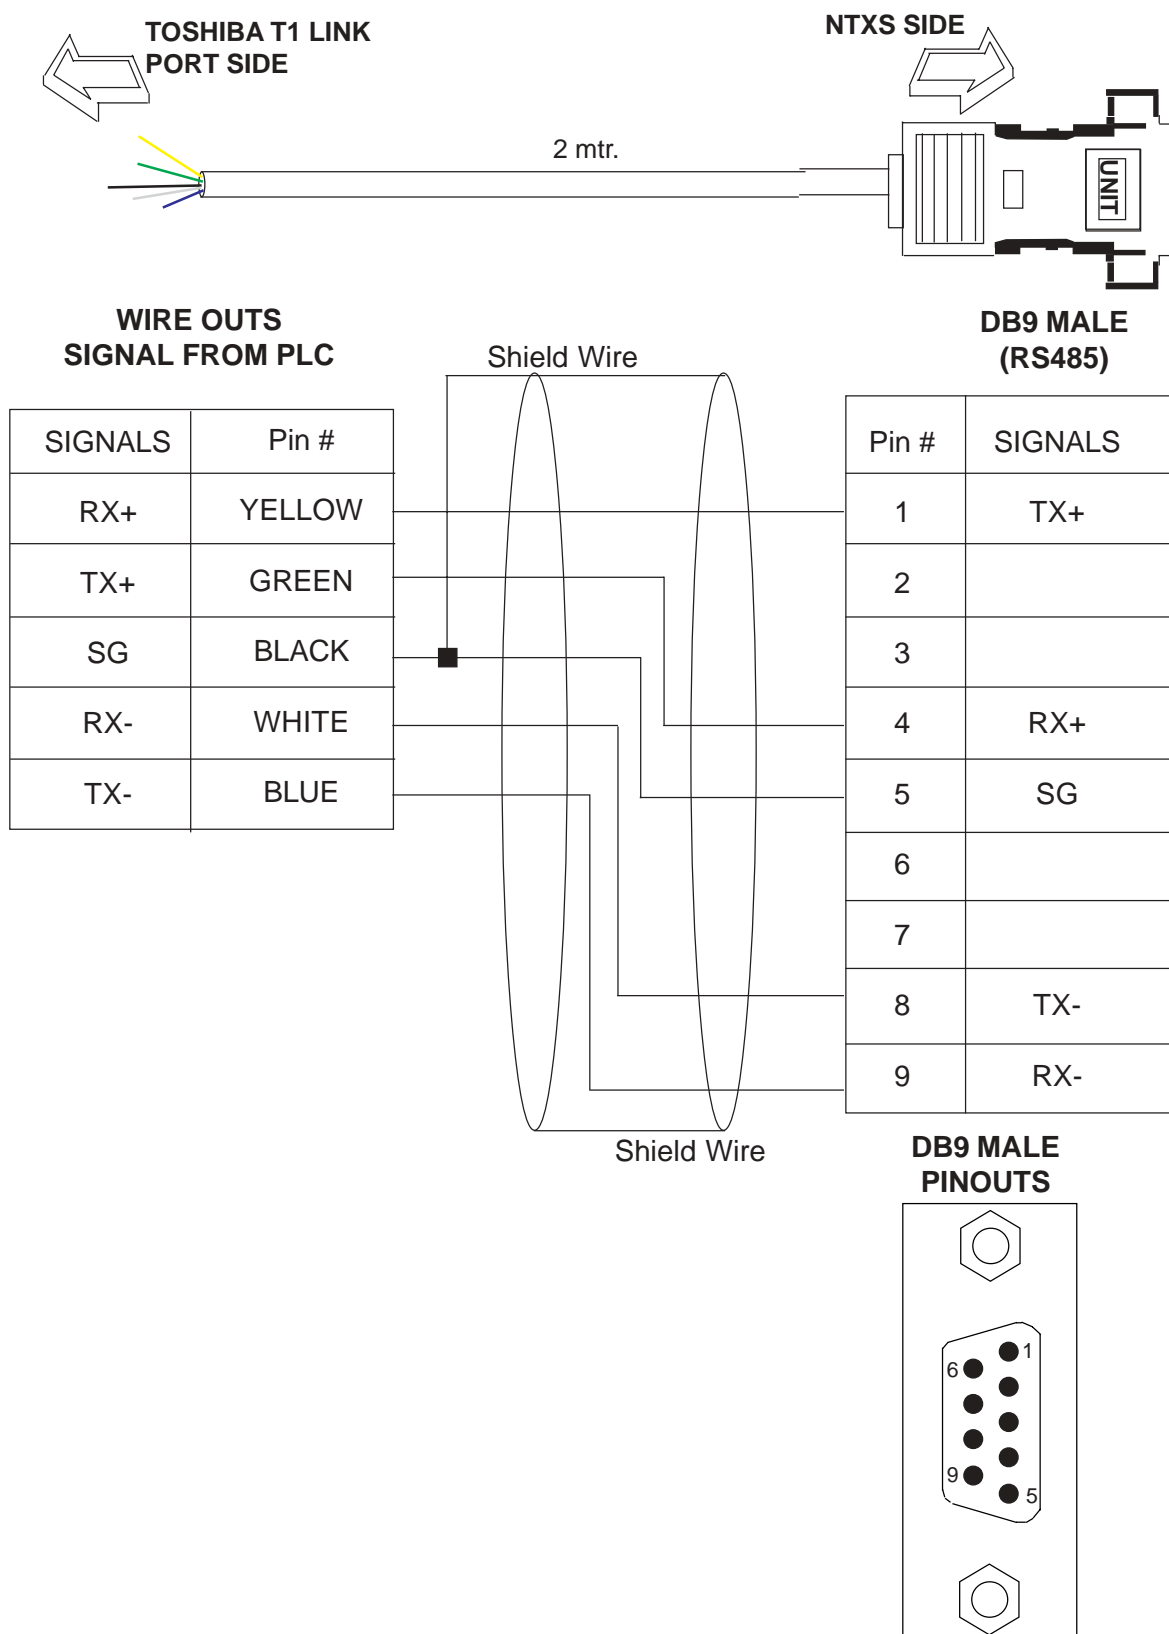 TOSHIBA T1 LINK
PORT SIDE
NTXS SIDE
2 mtr.
UNIT
WIRE OUTS
SIGNAL FROM PLC
Shield Wire
DB9 MALE
(RS485)
SIGNALS Pin #
RX+ YELLOW
TX+ GREEN
SG BLACK
RX- WHITE
TX- BLUE
Pin # SIGNALS
1 TX+
2
3
4 RX+
5 SG
6
7
8 TX-
9 RX-
Shield Wire
DB9 MALE
PINOUTS
1
6
9
5